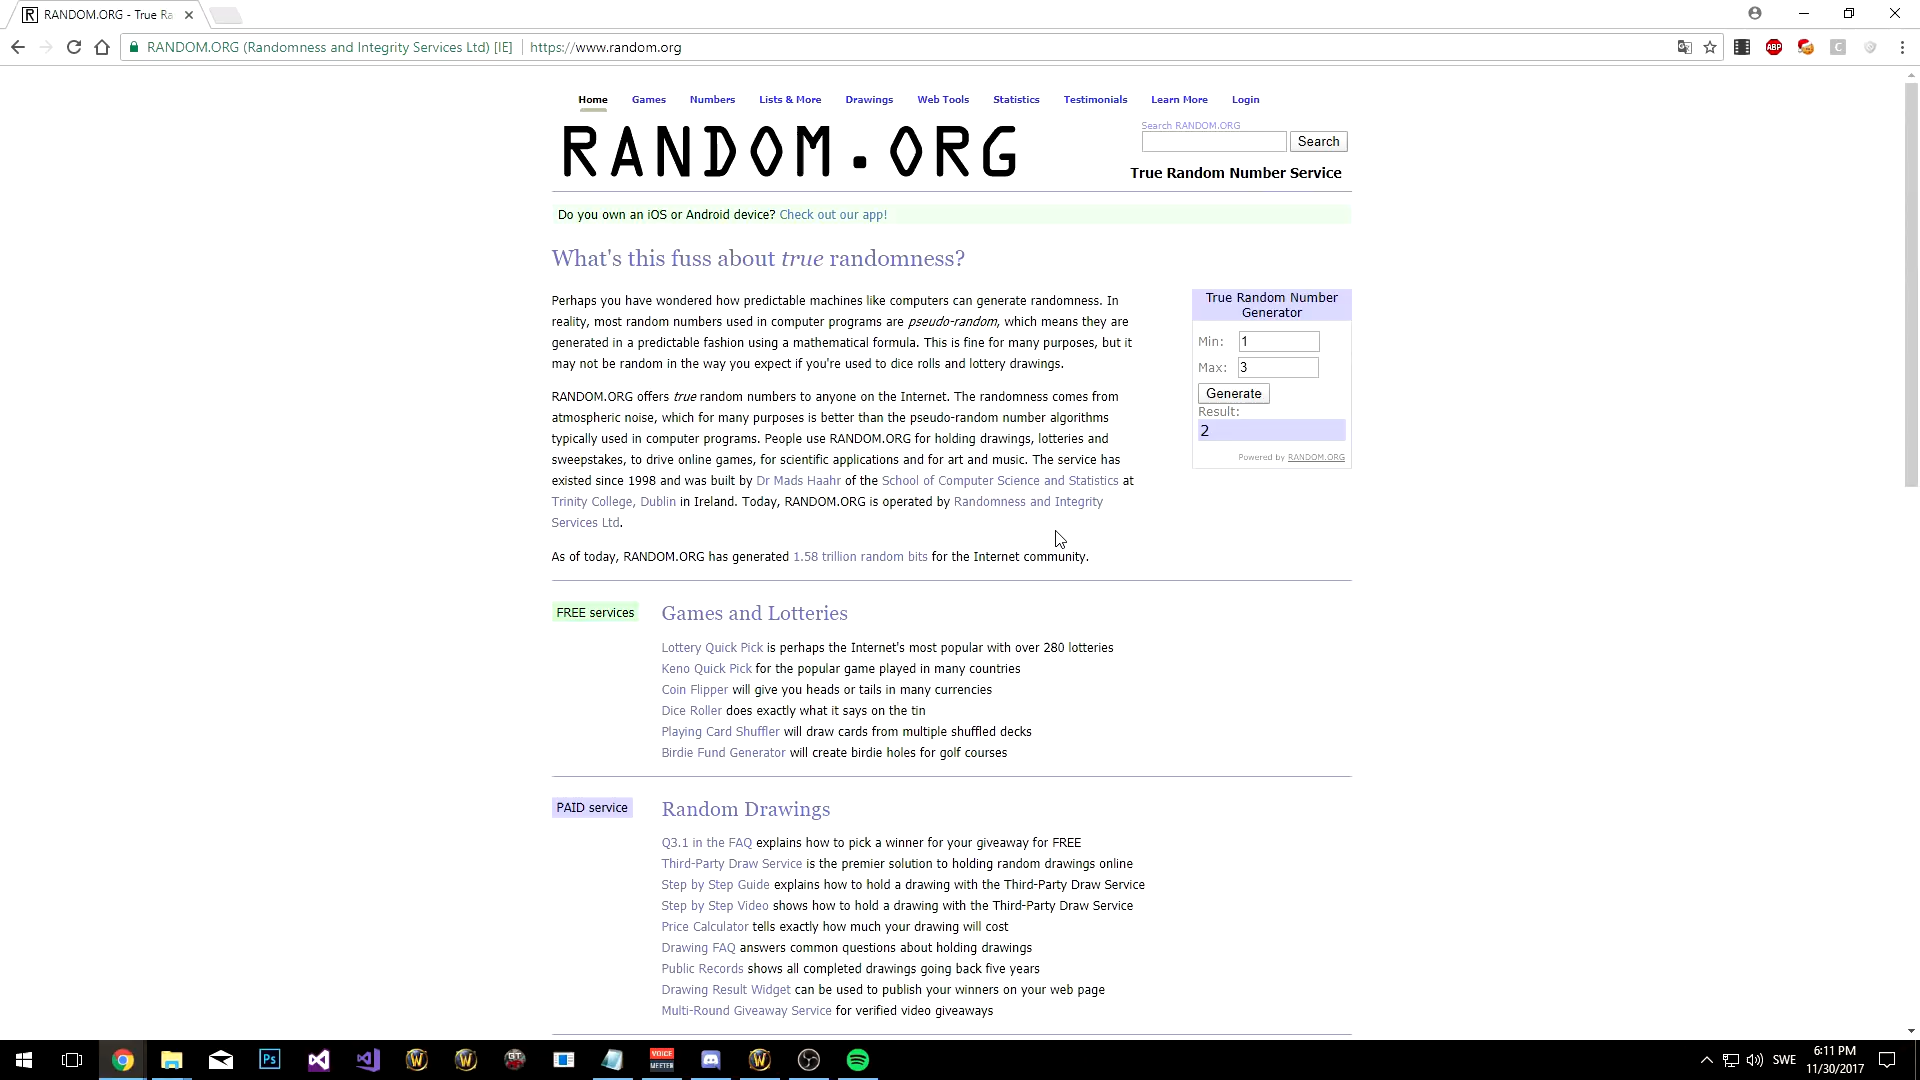 RANDOM.ORG - True Ra
RANDOM.ORG (Randomness and Integrity Services Ltd) [IE] https://www.random.org
ABP
C
Home Games Numbers Lists & More Drawings Web Tools Statistics Testimonials Learn More Login
RANDOM.ORG
Search RANDOM.ORG
Search
True Random Number Service
Do you own an iOS or Android device? Check out our app!
What's this fuss about true randomness?
Perhaps you have wondered how predictable machines like computers can generate randomness. In
reality, most random numbers used in computer programs are pseudo-random, which means they are
generated in a predictable fashion using a mathematical formula. This is fine for many purposes, but it
may not be random in the way you expect if you're used to dice rolls and lottery drawings.
RANDOM.ORG offers true random numbers to anyone on the Internet. The randomness comes from
atmospheric noise, which for many purposes is better than the pseudo-random number algorithms
typically used in computer programs. People use RANDOM.ORG for holding drawings, lotteries and
sweepstakes, to drive online games, for scientific applications and for art and music. The service has
existed since 1998 and was built by Dr Mads Haahr of the School of Computer Science and Statistics at
Trinity College, Dublin in Ireland. Today, RANDOM.ORG is operated by Randomness and Integrity
Services Ltd.
As of today, RANDOM.ORG has generated 1.58 trillion random bits for the Internet community.
True Random Number
Generator
Min: 1
Max: 3
Generate
Result:
2
Powered by RANDOM.ORG
FREE services
Games and Lotteries
Lottery Quick Pick is perhaps the Internet's most popular with over 280 lotteries
Keno Quick Pick for the popular game played in many countries
Coin Flipper will give you heads or tails in many currencies
Dice Roller does exactly what it says on the tin
Playing Card Shuffler will draw cards from multiple shuffled decks
Birdie Fund Generator will create birdie holes for golf courses
PAID service
Random Drawings
Q3.1 in the FAQ explains how to pick a winner for your giveaway for FREE
Third-Party Draw Service is the premier solution to holding random drawings online
Step by Step Guide explains how to hold a drawing with the Third-Party Draw Service
Step by Step Video shows how to hold a drawing with the Third-Party Draw Service
Price Calculator tells exactly how much your drawing will cost
Drawing FAQ answers common questions about holding drawings
Public Records shows all completed drawings going back five years
Drawing Result Widget can be used to publish your winners on your web page
Multi-Round Giveaway Service for verified video giveaways
Ps
W
W
GT
VOICE
MEETER
W
SWE
6:11 PM
11/30/2017